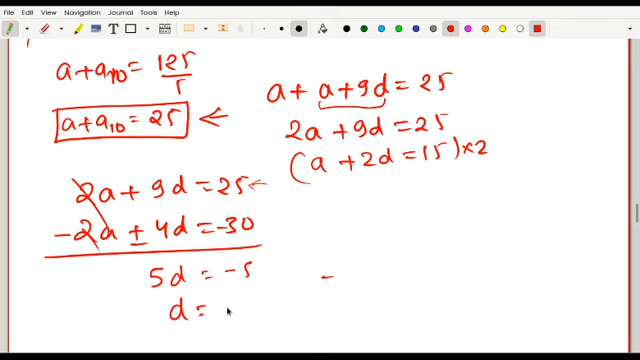 File Edit View Navigation Journal Tools Help
a + a10 = 125/5
a + a10 = 25 ←
a + a + 9d = 25
2a + 9d = 25
(a + 2d = 15) × 2
2a + 9d = 25 ←
- 2a ± 4d = -30
5d = -5
d =
-